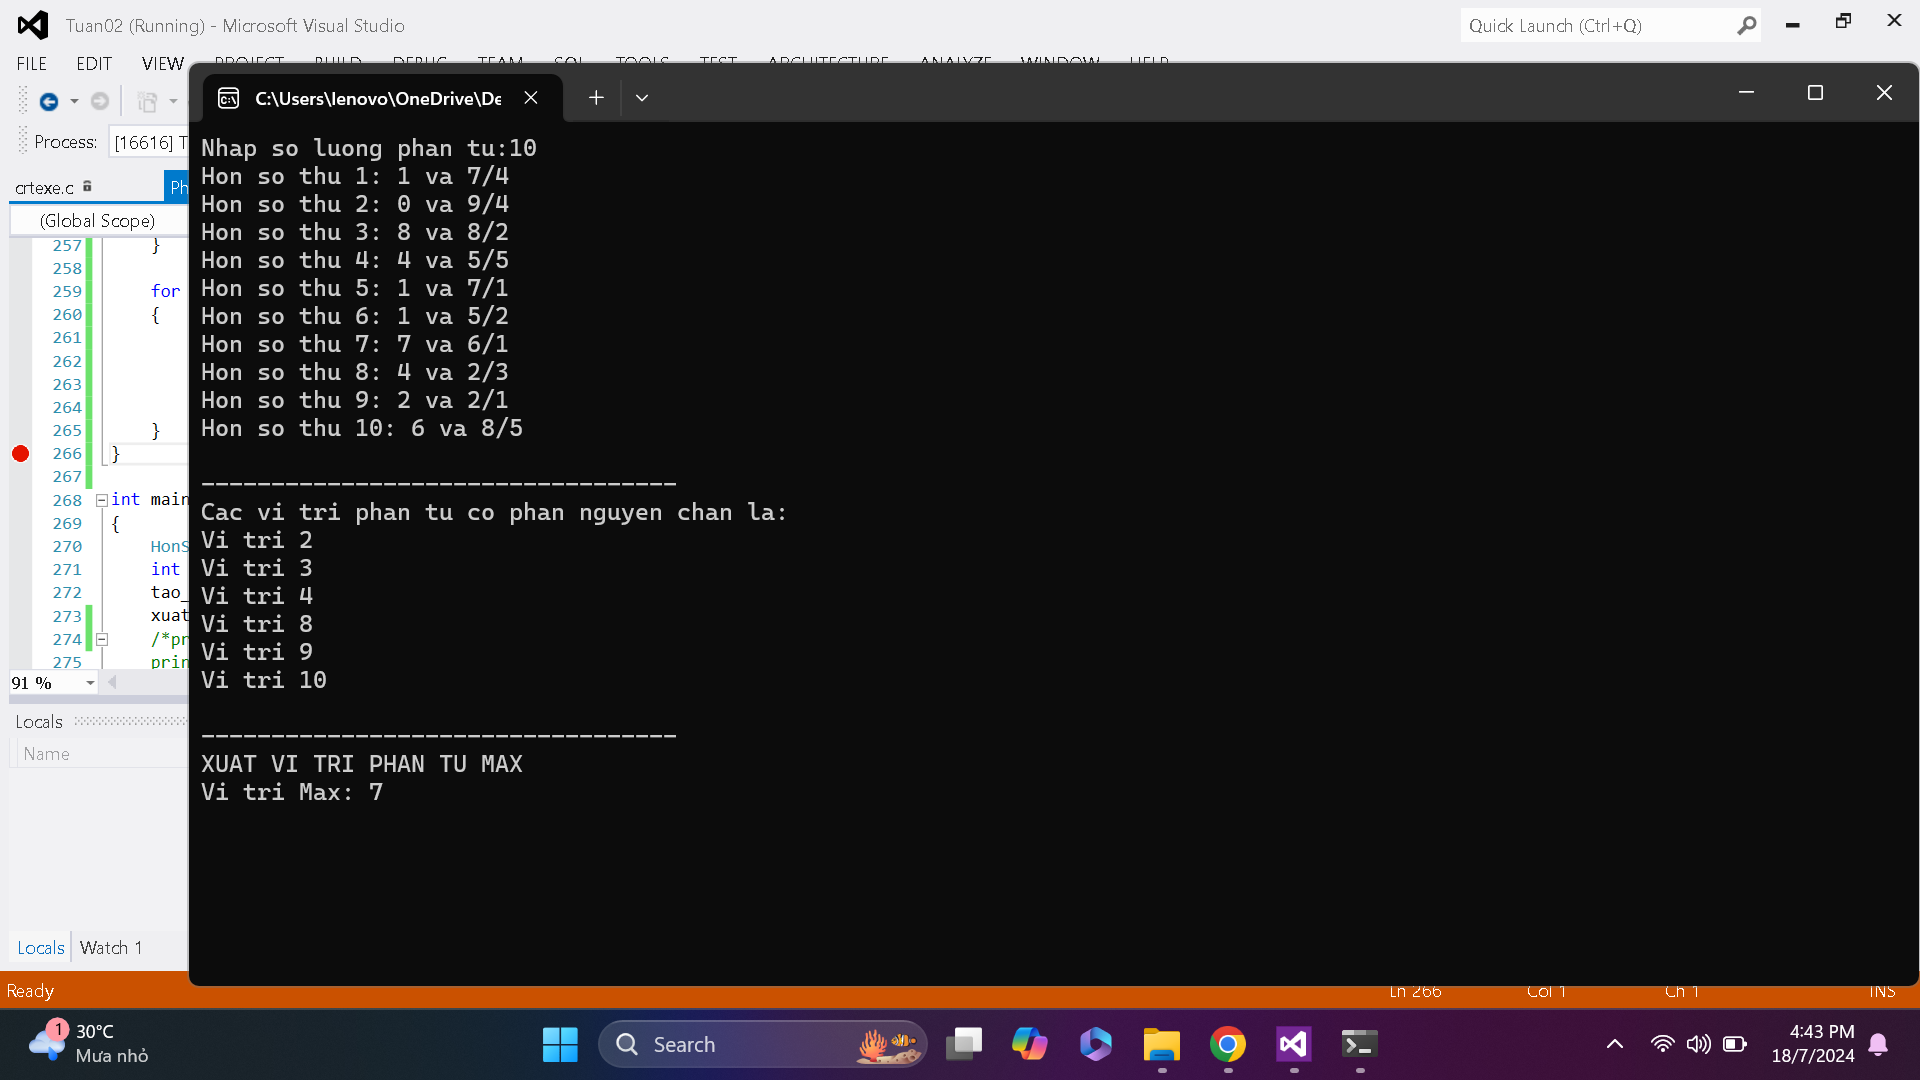 Tuan02 (Running) - Microsoft Visual Studio
Quick Launch (Ctrl+Q)
FILE EDIT VIEW PROJECT BUILD DEBUG TEAM SQL TOOLS TEST ARCHITECTURE ANALYZE WINDOW HELP
C:\Users\lenovo\OneDrive\De
Process: [16616] T
crtexe.c Ph
(Global Scope)
257 }
258
259 for
260 {
261
262
263
264
265 }
266 }
267
268 int main
269 {
270 HonS
271 int
272 tao_
273 xuat
274 /*pr
275 prin
91 %
Locals
Name
Locals Watch 1
Nhap so luong phan tu:10
Hon so thu 1: 1 va 7/4
Hon so thu 2: 0 va 9/4
Hon so thu 3: 8 va 8/2
Hon so thu 4: 4 va 5/5
Hon so thu 5: 1 va 7/1
Hon so thu 6: 1 va 5/2
Hon so thu 7: 7 va 6/1
Hon so thu 8: 4 va 2/3
Hon so thu 9: 2 va 2/1
Hon so thu 10: 6 va 8/5
----------------------------------
Cac vi tri phan tu co phan nguyen chan la:
Vi tri 2
Vi tri 3
Vi tri 4
Vi tri 8
Vi tri 9
Vi tri 10
----------------------------------
XUAT VI TRI PHAN TU MAX
Vi tri Max: 7
Ready Ln 266 Col 1 Ch 1 INS
1
30°C
Mưa nhỏ
Search
4:43 PM
18/7/2024